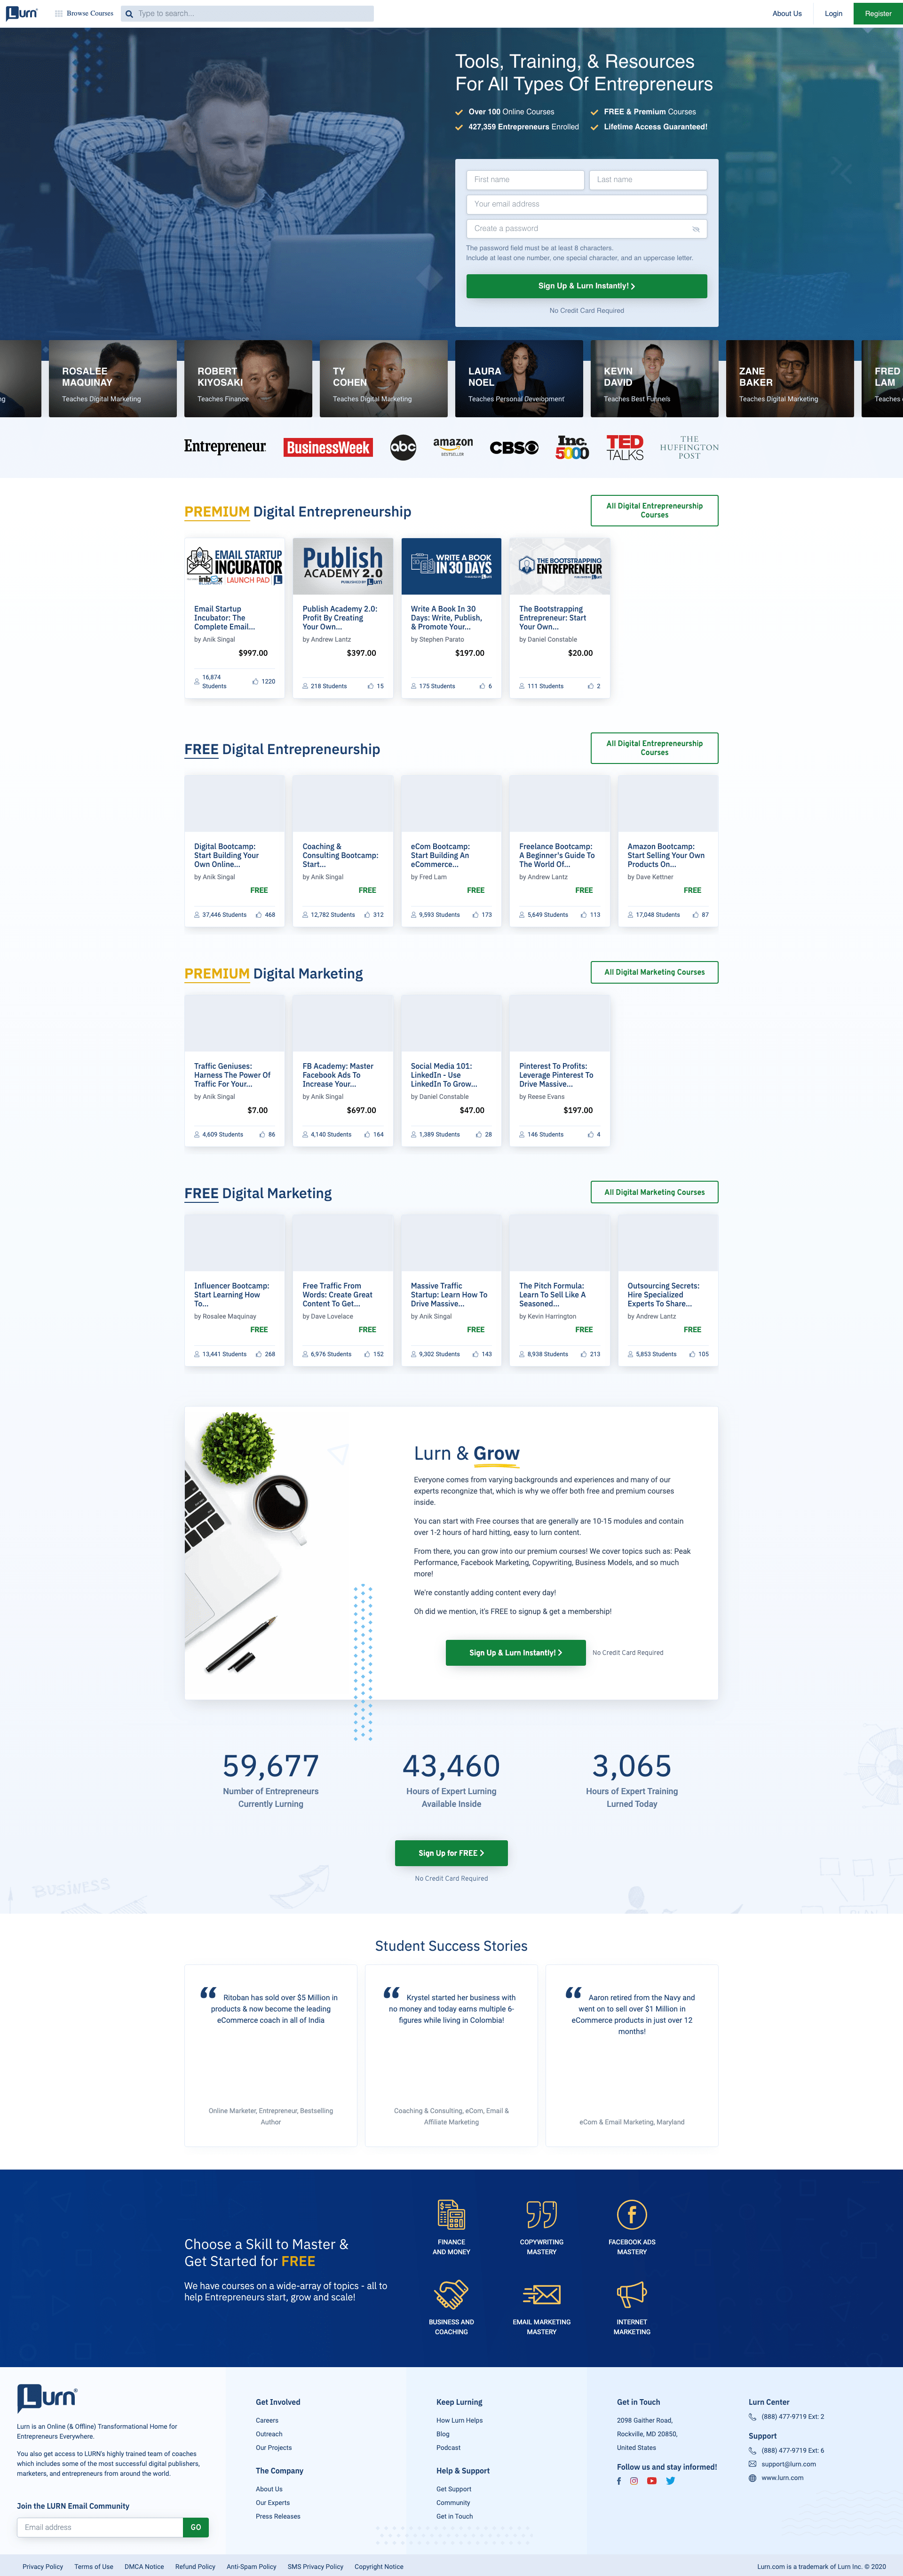 Lurn
Browse Courses
Type to search...
About Us
Login
Register
Tools, Training, & Resources
For All Types Of Entrepreneurs
Over 100 Online Courses
FREE & Premium Courses
427,359 Entrepreneurs Enrolled
Lifetime Access Guaranteed!
First name
Last name
Your email address
Create a password
The password field must be at least 8 characters.
Include at least one number, one special character, and an uppercase letter.
Sign Up & Lurn Instantly!
No Credit Card Required
ng
ROSALEE
MAQUINAY
Teaches Digital Marketing
ROBERT
KIYOSAKI
Teaches Finance
TY
COHEN
Teaches Digital Marketing
LAURA
NOEL
Teaches Personal Development
KEVIN
DAVID
Teaches Best Funnels
ZANE
BAKER
Teaches Digital Marketing
FRED
LAM
Teaches
Entrepreneur
BusinessWeek
abc
amazon
BESTSELLER
CBS
Inc.
5000
TED
TALKS
THE
HUFFINGTON
POST
PREMIUM Digital Entrepreneurship
All Digital Entrepreneurship
Courses
EMAIL STARTUP
INCUBATOR
inbox
BLUEPRINT
LAUNCH PAD
Email Startup
Incubator: The
Complete Email...
by Anik Singal
$997.00
16,874
Students
1220
Publish
ACADEMY 2.0
PUBLISHED BY Lurn
Publish Academy 2.0:
Profit By Creating
Your Own...
by Andrew Lantz
$397.00
218 Students
15
WRITE A BOOK
IN 30 DAYS
PUBLISHED BY Lurn
Write A Book In 30
Days: Write, Publish,
& Promote Your...
by Stephen Parato
$197.00
175 Students
6
THE BOOTSTRAPPING
ENTREPRENEUR
PUBLISHED BY Lurn
The Bootstrapping
Entrepreneur: Start
Your Own...
by Daniel Constable
$20.00
111 Students
2
FREE Digital Entrepreneurship
All Digital Entrepreneurship
Courses
Digital Bootcamp:
Start Building Your
Own Online...
by Anik Singal
FREE
37,446 Students
468
Coaching &
Consulting Bootcamp:
Start...
by Anik Singal
FREE
12,782 Students
312
eCom Bootcamp:
Start Building An
eCommerce...
by Fred Lam
FREE
9,593 Students
173
Freelance Bootcamp:
A Beginner's Guide To
The World Of...
by Andrew Lantz
FREE
5,649 Students
113
Amazon Bootcamp:
Start Selling Your Own
Products On...
by Dave Kettner
FREE
17,048 Students
87
PREMIUM Digital Marketing
All Digital Marketing Courses
Traffic Geniuses:
Harness The Power Of
Traffic For Your...
by Anik Singal
$7.00
4,609 Students
86
FB Academy: Master
Facebook Ads To
Increase Your...
by Anik Singal
$697.00
4,140 Students
164
Social Media 101:
LinkedIn - Use
LinkedIn To Grow...
by Daniel Constable
$47.00
1,389 Students
28
Pinterest To Profits:
Leverage Pinterest To
Drive Massive...
by Reese Evans
$197.00
146 Students
4
FREE Digital Marketing
All Digital Marketing Courses
Influencer Bootcamp:
Start Learning How
To...
by Rosalee Maquinay
FREE
13,441 Students
268
Free Traffic From
Words: Create Great
Content To Get...
by Dave Lovelace
FREE
6,976 Students
152
Massive Traffic
Startup: Learn How To
Drive Massive...
by Anik Singal
FREE
9,302 Students
143
The Pitch Formula:
Learn To Sell Like A
Seasoned...
by Kevin Harrington
FREE
8,938 Students
213
Outsourcing Secrets:
Hire Specialized
Experts To Share...
by Andrew Lantz
FREE
5,853 Students
105
Lurn & Grow
Everyone comes from varying backgrounds and experiences and many of our
experts recongnize that, which is why we offer both free and premium courses
inside.
You can start with Free courses that are generally are 10-15 modules and contain
over 1-2 hours of hard hitting, easy to lurn content.
From there, you can grow into our premium courses! We cover topics such as: Peak
Performance, Facebook Marketing, Copywriting, Business Models, and so much
more!
We're constantly adding content every day!
Oh did we mention, it's FREE to signup & get a membership!
Sign Up & Lurn Instantly!
No Credit Card Required
59,677
Number of Entrepreneurs
Currently Lurning
43,460
Hours of Expert Lurning
Available Inside
3,065
Hours of Expert Training
Lurned Today
Sign Up for FREE
No Credit Card Required
BUSINESS
Student Success Stories
Ritoban has sold over $5 Million in
products & now become the leading
eCommerce coach in all of India
Online Marketer, Entrepreneur, Bestselling
Author
Krystel started her business with
no money and today earns multiple 6-
figures while living in Colombia!
Coaching & Consulting, eCom, Email &
Affiliate Marketing
Aaron retired from the Navy and
went on to sell over $1 Million in
eCommerce products in just over 12
months!
eCom & Email Marketing, Maryland
Choose a Skill to Master &
Get Started for FREE
We have courses on a wide-array of topics - all to
help Entrepreneurs start, grow and scale!
FINANCE
AND MONEY
COPYWRITING
MASTERY
FACEBOOK ADS
MASTERY
BUSINESS AND
COACHING
EMAIL MARKETING
MASTERY
INTERNET
MARKETING
Lurn
Lurn is an Online (& Offline) Transformational Home for
Entrepreneurs Everywhere.
You also get access to LURN's highly trained team of coaches
which includes some of the most successful digital publishers,
marketers, and entrepreneurs from around the world.
Join the LURN Email Community
Email address
GO
Get Involved
Careers
Outreach
Our Projects
The Company
About Us
Our Experts
Press Releases
Keep Lurning
How Lurn Helps
Blog
Podcast
Help & Support
Get Support
Community
Get in Touch
Get in Touch
2098 Gaither Road,
Rockville, MD 20850,
United States
Follow us and stay informed!
Lurn Center
(888) 477-9719 Ext: 2
Support
(888) 477-9719 Ext: 6
support@lurn.com
www.lurn.com
Privacy Policy
Terms of Use
DMCA Notice
Refund Policy
Anti-Spam Policy
SMS Privacy Policy
Copyright Notice
Lurn.com is a trademark of Lurn Inc. © 2020